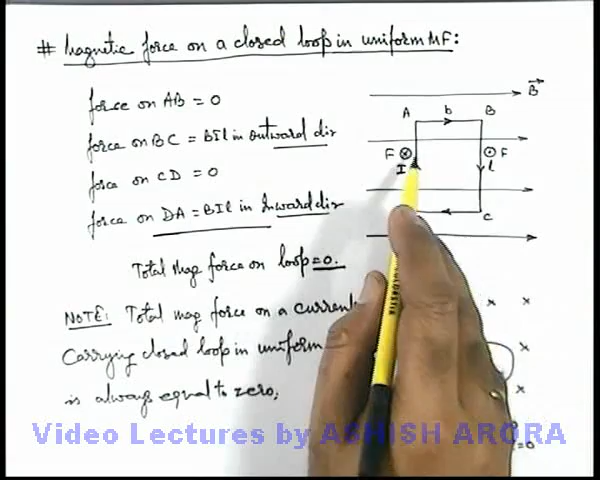 # Magnetic force on a closed loop in uniform MF:
B
A b B
force on AB = 0
force on BC = BIl in outward dir
F ⊗ ⊙ F
I l
force on CD = 0
force on DA = BIl in Inward dir
C
Total Mag force on loop = 0.
NOTE: Total mag force on a current
Carrying closed loop in uniform
is always equal to zero,
= 0
Video Lectures by ASHISH ARORA